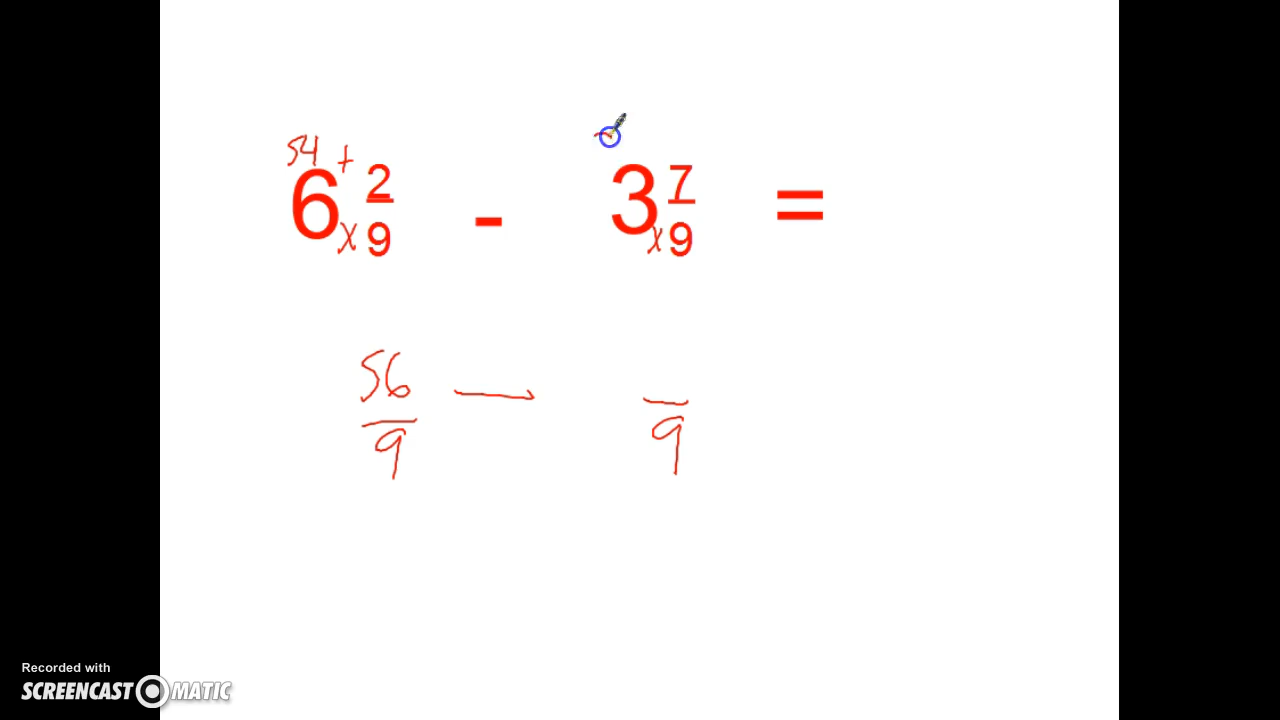 54 +
6 2/9 - 3 7/9 =
x x
56/9 — /9
Recorded with
SCREENCAST MATIC